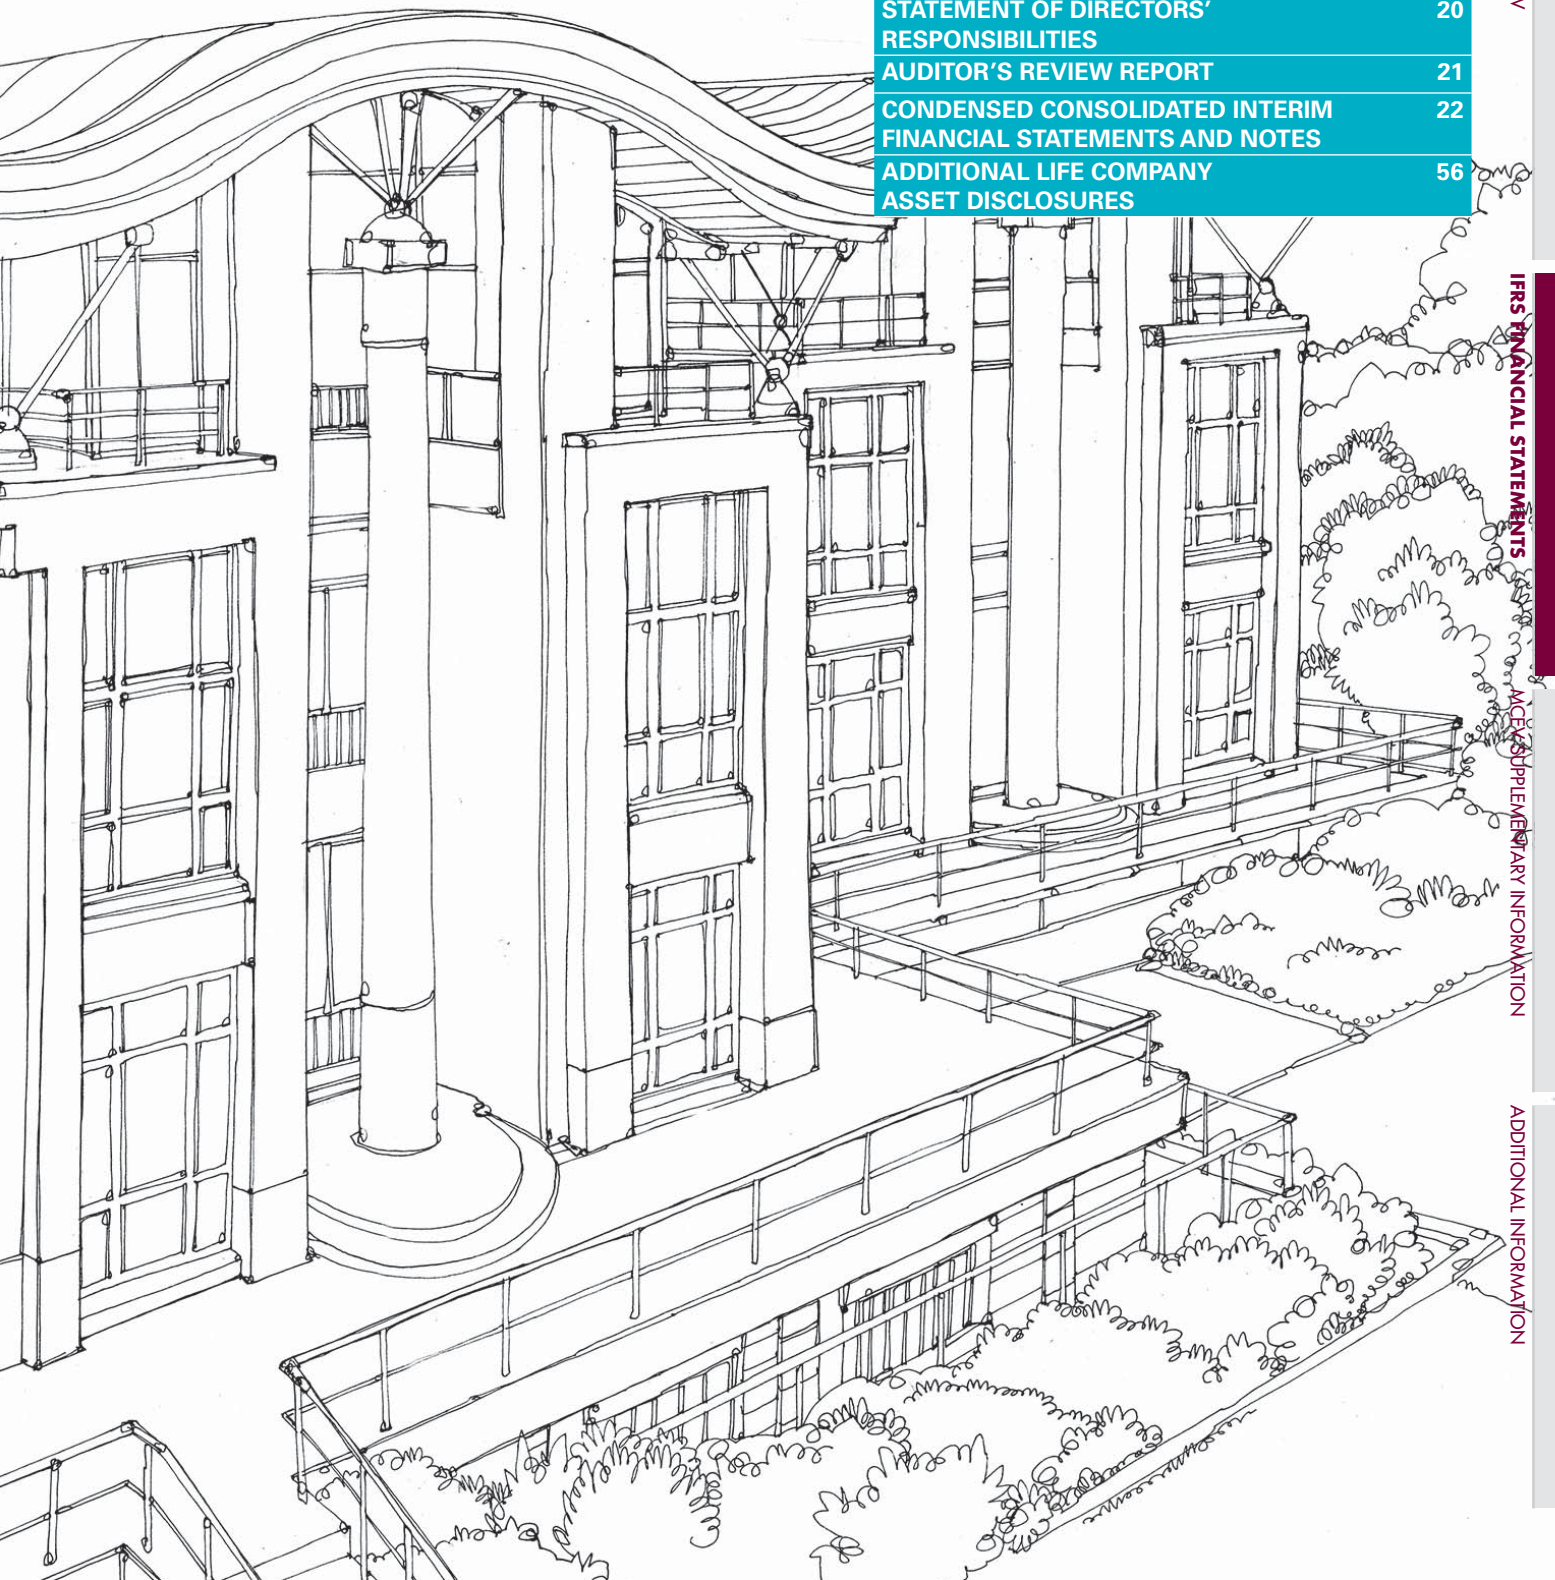 STATEMENT OF DIRECTORS’ 20
RESPONSIBILITIES
AUDITOR’S REVIEW REPORT 21
CONDENSED CONSOLIDATED INTERIM 22
FINANCIAL STATEMENTS AND NOTES
ADDITIONAL LIFE COMPANY 56
ASSET DISCLOSURES
IFRS FINANCIAL STATEMENTS
MCEV SUPPLEMENTARY INFORMATION
ADDITIONAL INFORMATION